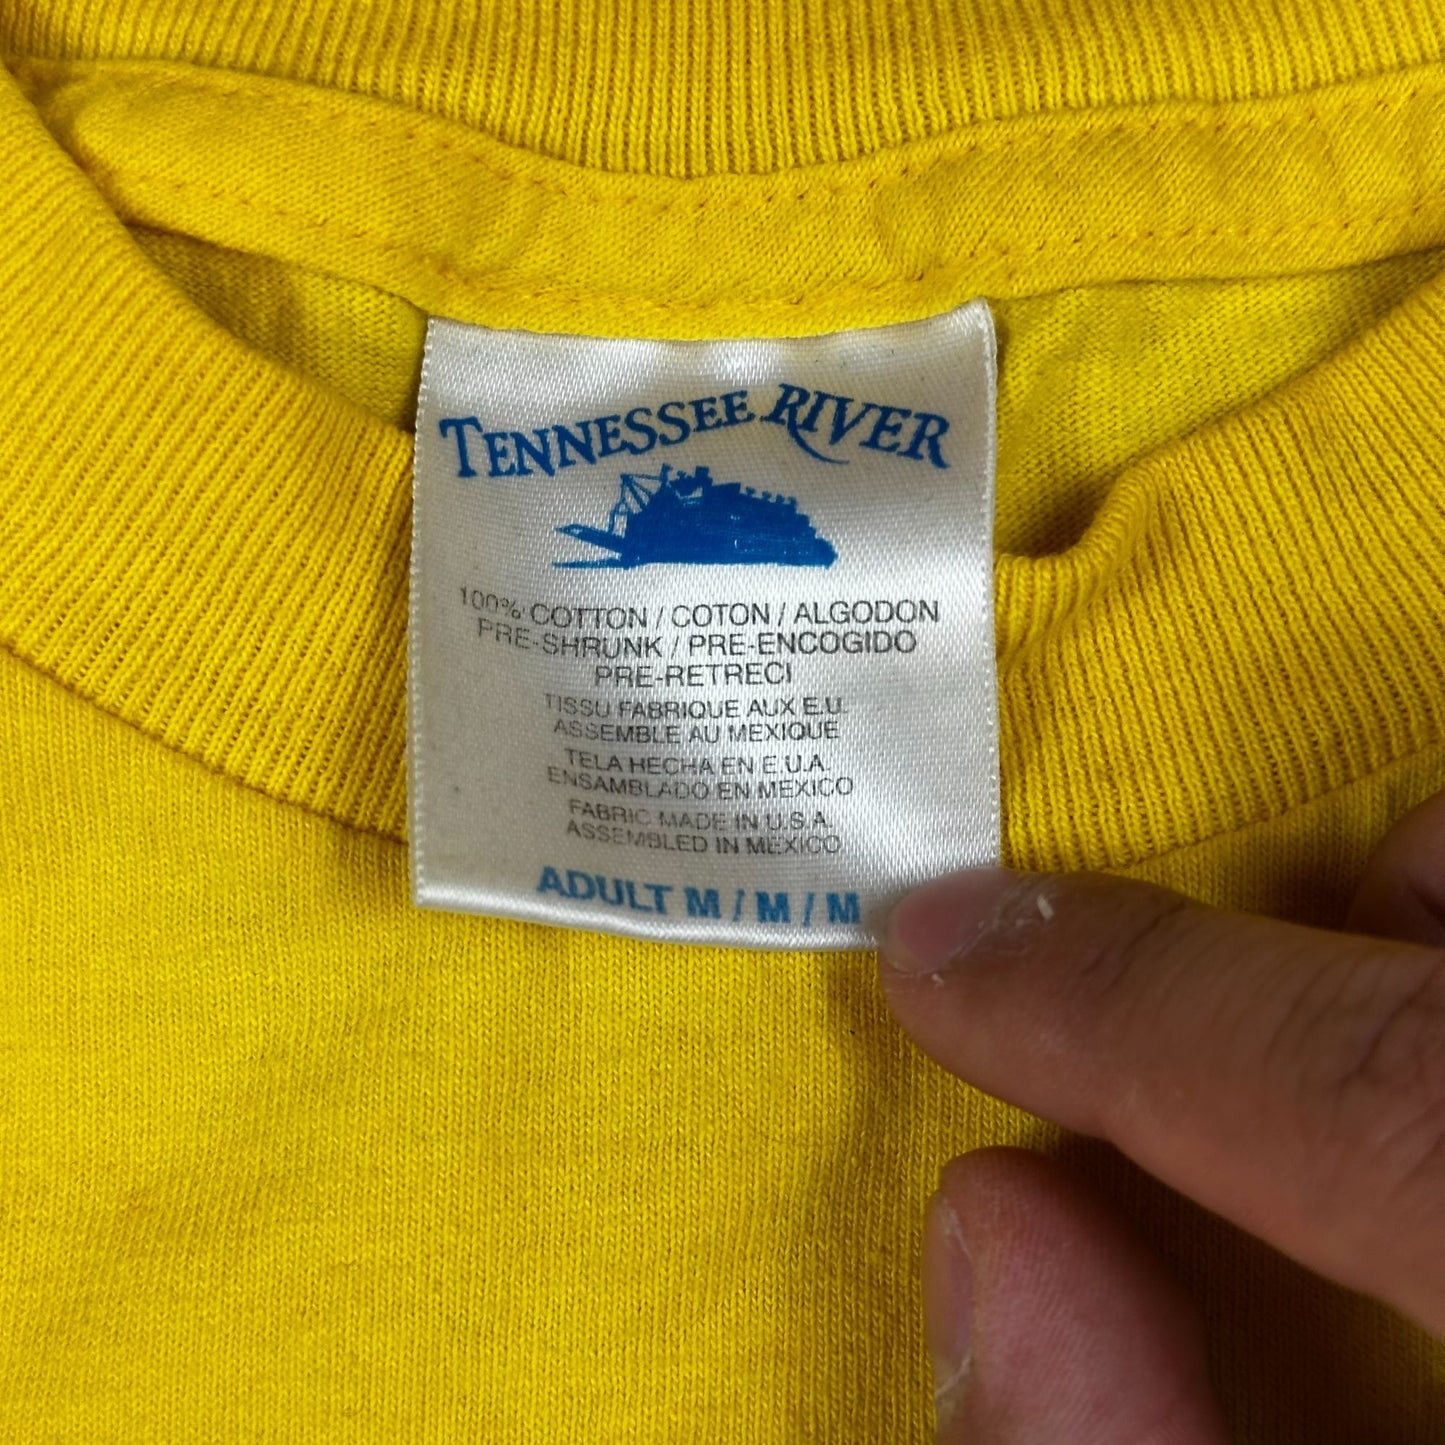 TENNESSEE RIVER
100% COTTON / COTON / ALGODON
PRE-SHRUNK / PRE-ENCOGIDO
PRE-RETRECI
TISSU FABRIQUE AUX E.U.
ASSEMBLE AU MEXIQUE
TELA HECHA EN E.U.A.
ENSAMBLADO EN MEXICO
FABRIC MADE IN U.S.A.
ASSEMBLED IN MEXICO
ADULT M / M / M